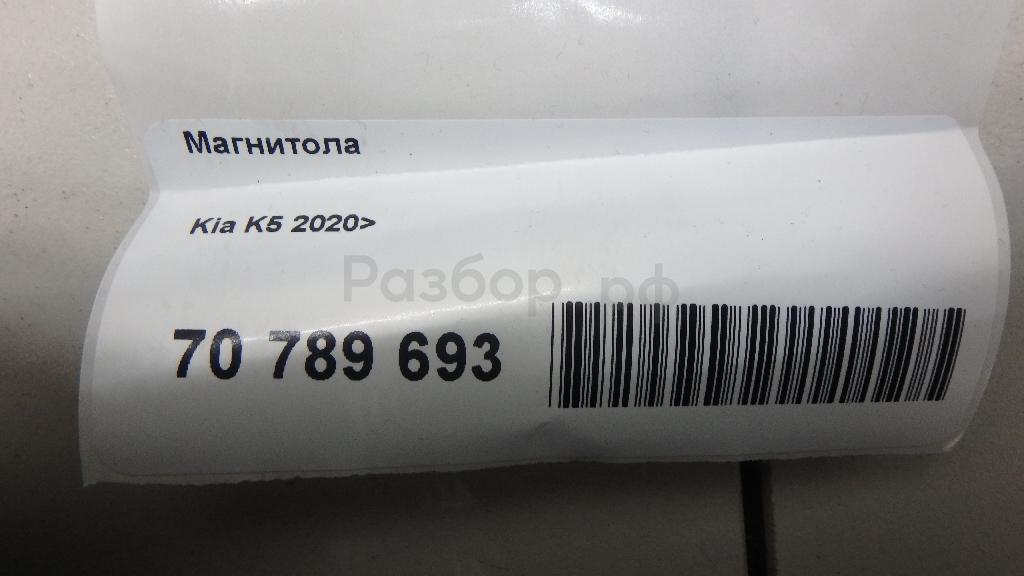 Магнитола
Kia K5 2020>
Разбор.рф
70 789 693